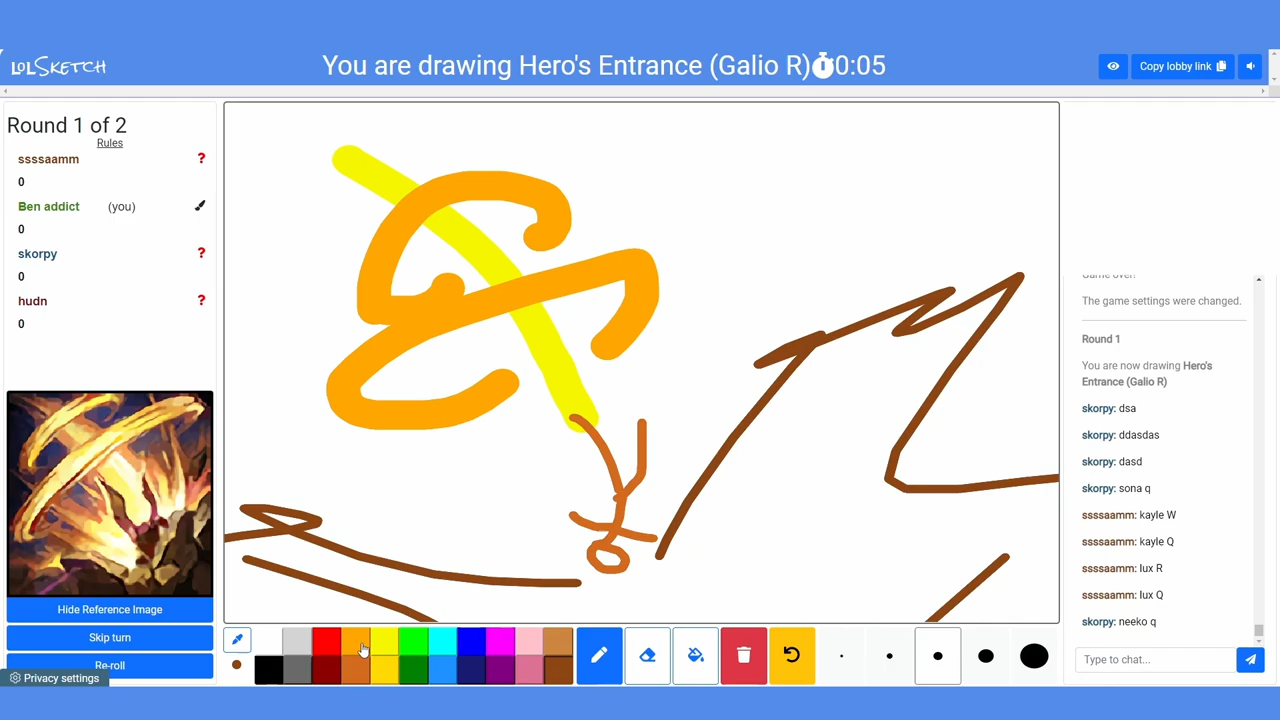 LOLSKETCH
You are drawing Hero's Entrance (Galio R) 0:05
Copy lobby link
Round 1 of 2
Rules
ssssaamm ?
0
Ben addict (you)
0
skorpy ?
0
hudn ?
0
Hide Reference Image
Skip turn
Re-roll
Privacy settings
Game over!
The game settings were changed.
Round 1
You are now drawing Hero's
Entrance (Galio R)
skorpy: dsa
skorpy: ddasdas
skorpy: dasd
skorpy: sona q
ssssaamm: kayle W
ssssaamm: kayle Q
ssssaamm: lux R
ssssaamm: lux Q
skorpy: neeko q
Type to chat...